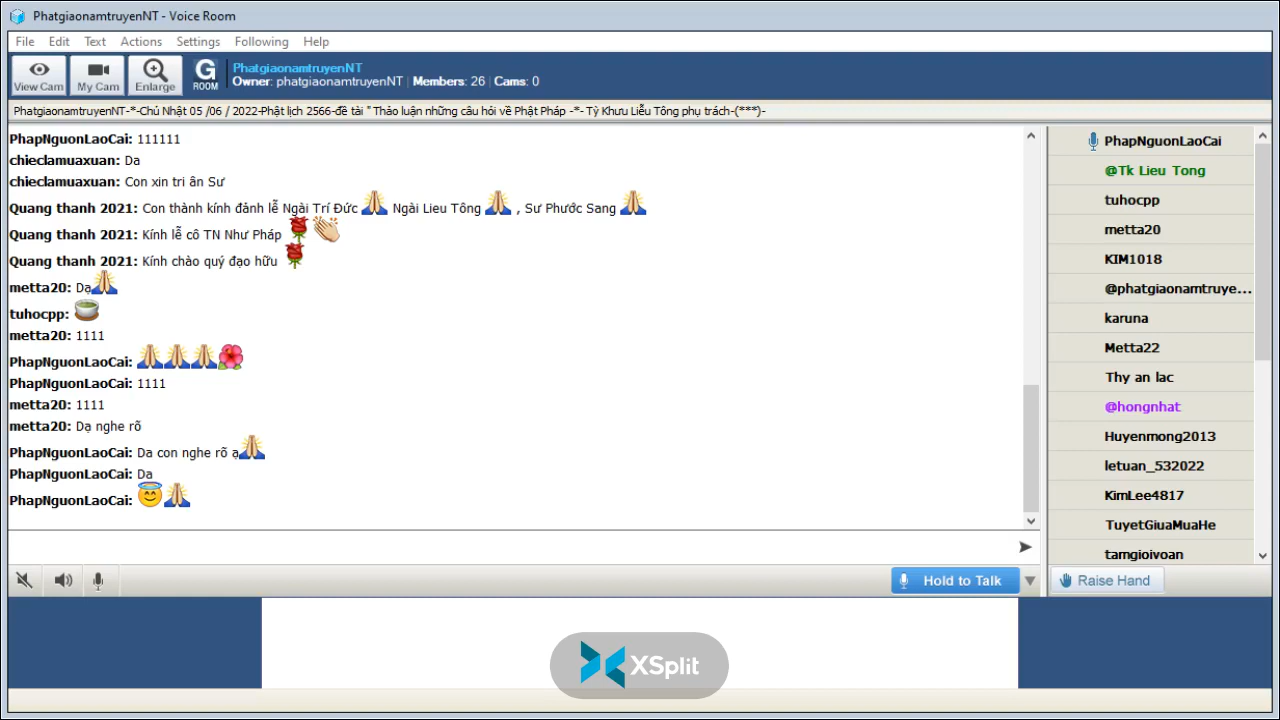 PhatgiaonamtruyenNT - Voice Room
File Edit Text Actions Settings Following Help
View Cam
My Cam
Enlarge
G ROOM
PhatgiaonamtruyenNT
Owner: phatgiaonamtruyenNT | Members: 26 | Cams: 0
PhatgiaonamtruyenNT-*-Chủ Nhật 05 /06 / 2022-Phật lịch 2566-đề tài " Thảo luận những câu hỏi về Phật Pháp -*- Tỳ Khưu Liễu Tông phụ trách-(***)-
PhapNguonLaoCai: 111111
chieclamuaxuan: Da
chieclamuaxuan: Con xin tri ân Sư
Quang thanh 2021: Con thành kính đảnh lễ Ngài Trí Đức 🙏 Ngài Lieu Tông 🙏 , Sư Phước Sang 🙏
Quang thanh 2021: Kính lễ cô TN Như Pháp 🌹👏
Quang thanh 2021: Kính chào quý đạo hữu 🌹
metta20: Dạ🙏
tuhocpp: 🍵
metta20: 1111
PhapNguonLaoCai: 🙏🙏🙏🌺
PhapNguonLaoCai: 1111
metta20: 1111
metta20: Dạ nghe rõ
PhapNguonLaoCai: Da con nghe rõ ạ🙏
PhapNguonLaoCai: Da
PhapNguonLaoCai: 😇🙏
PhapNguonLaoCai
@Tk Lieu Tong
tuhocpp
metta20
KIM1018
@phatgiaonamtruye...
karuna
Metta22
Thy an lac
@hongnhat
Huyenmong2013
letuan_532022
KimLee4817
TuyetGiuaMuaHe
tamgioivoan
Hold to Talk
Raise Hand
XSplit